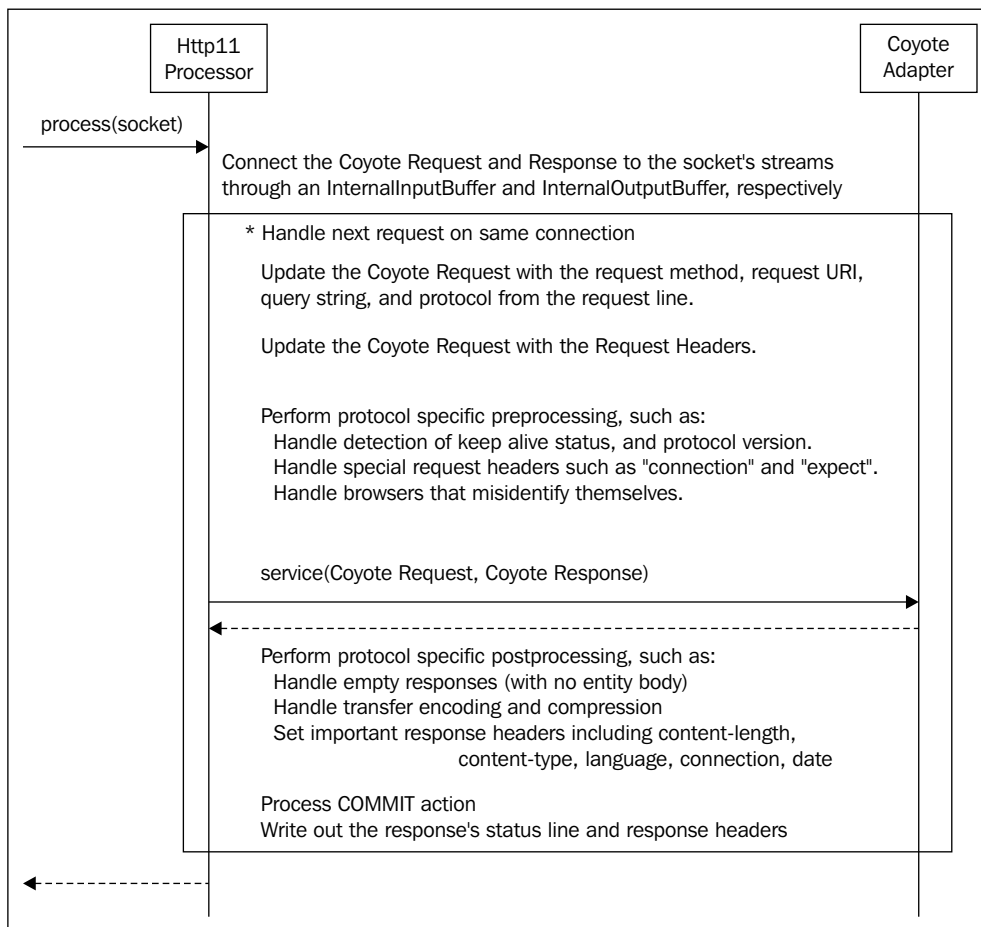 Http11
Processor
Coyote
Adapter
process(socket)
Connect the Coyote Request and Response to the socket's streams
through an InternalInputBuffer and InternalOutputBuffer, respectively
* Handle next request on same connection
Update the Coyote Request with the request method, request URI,
query string, and protocol from the request line.
Update the Coyote Request with the Request Headers.
Perform protocol specific preprocessing, such as:
Handle detection of keep alive status, and protocol version.
Handle special request headers such as "connection" and "expect".
Handle browsers that misidentify themselves.
service(Coyote Request, Coyote Response)
Perform protocol specific postprocessing, such as:
Handle empty responses (with no entity body)
Handle transfer encoding and compression
Set important response headers including content-length,
content-type, language, connection, date
Process COMMIT action
Write out the response's status line and response headers